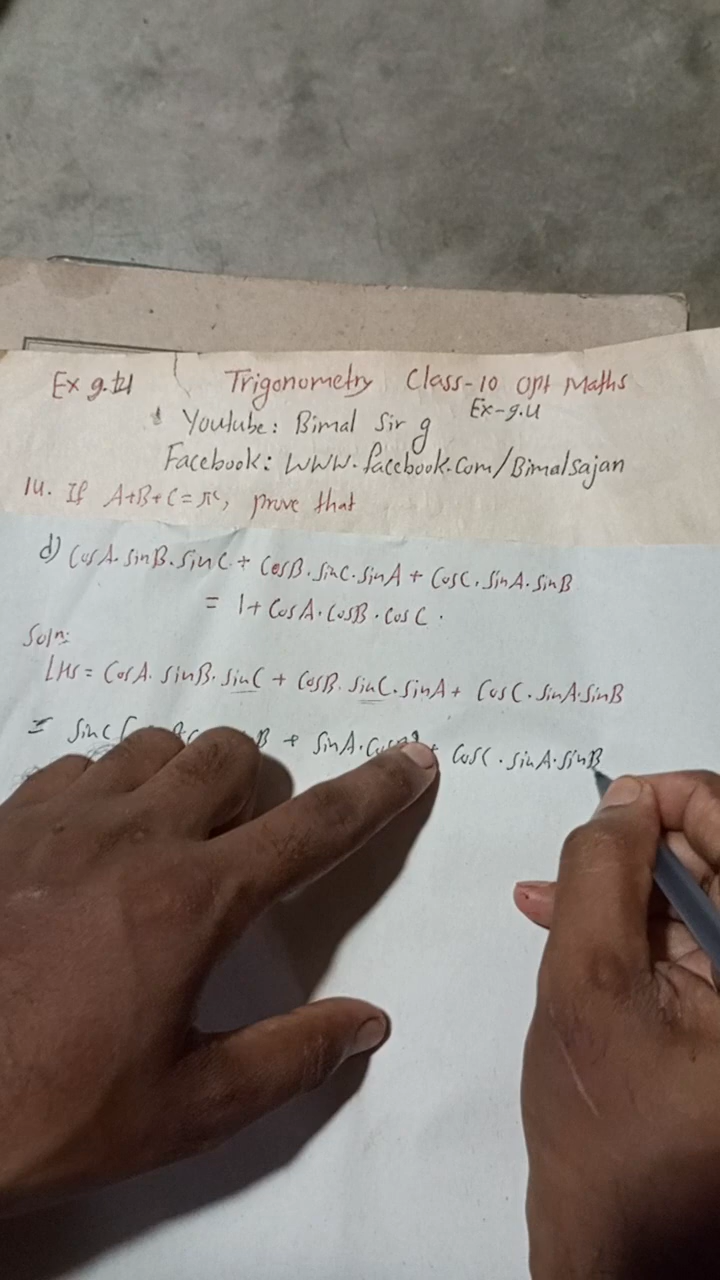 Ex 9.4 Trigonometry Class-10 opt Maths
Ex-9.4
Youtube: Bimal Sir g
Facebook: WWW.facebook.com/Bimalsajan
14. If A+B+C=πᶜ, prove that
d) CosA.sinB.sinC + CosB.sinC.sinA + CosC.sinA.sinB
= 1+CosA.CosB.CosC.
Soln:
LHS = CosA.sinB.sinC + CosB.sinC.sinA + CosC.sinA.sinB
= sinC [ B + sinA. + CosC.sinA.sinB